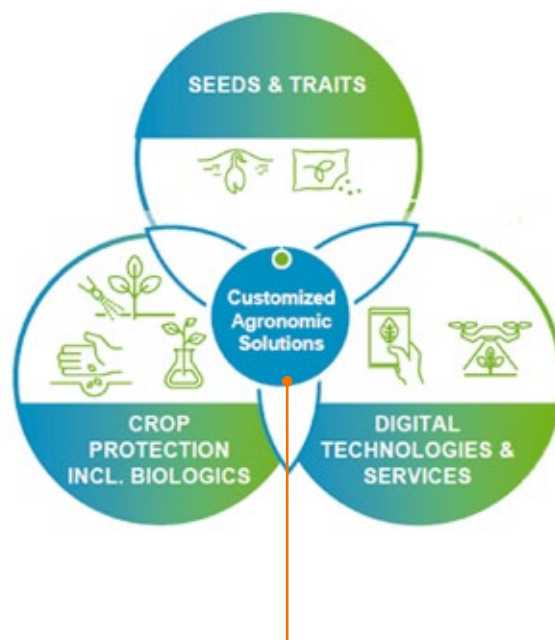 SEEDS & TRAITS
Customized
Agronomic
Solutions
CROP
PROTECTION
INCL. BIOLOGICS
DIGITAL
TECHNOLOGIES &
SERVICES